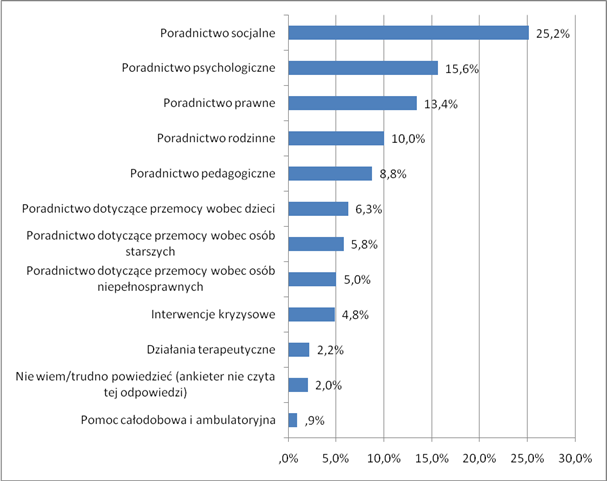 Poradnictwo socjalne 25,2%
Poradnictwo psychologiczne 15,6%
Poradnictwo prawne 13,4%
Poradnictwo rodzinne 10,0%
Poradnictwo pedagogiczne 8,8%
Poradnictwo dotyczące przemocy wobec dzieci 6,3%
Poradnictwo dotyczące przemocy wobec osób
starszych 5,8%
Poradnictwo dotyczące przemocy wobec osób
niepełnosprawnych 5,0%
Interwencje kryzysowe 4,8%
Działania terapeutyczne 2,2%
Nie wiem/trudno powiedzieć (ankieter nie czyta
tej odpowiedzi) 2,0%
Pomoc całodobowa i ambulatoryjna ,9%
,0% 5,0% 10,0% 15,0% 20,0% 25,0% 30,0%